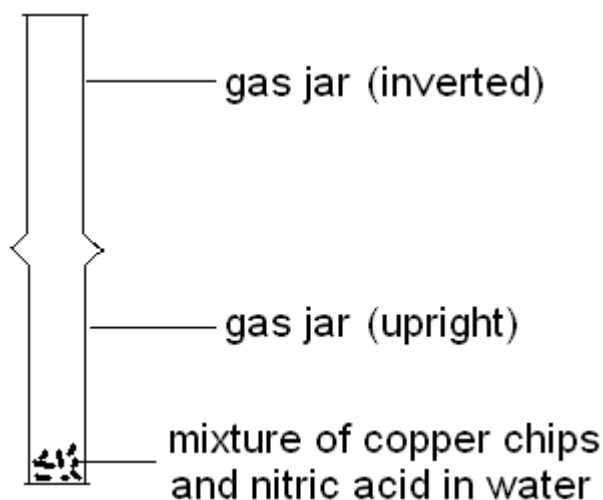 gas jar (inverted)
gas jar (upright)
mixture of copper chips
and nitric acid in water